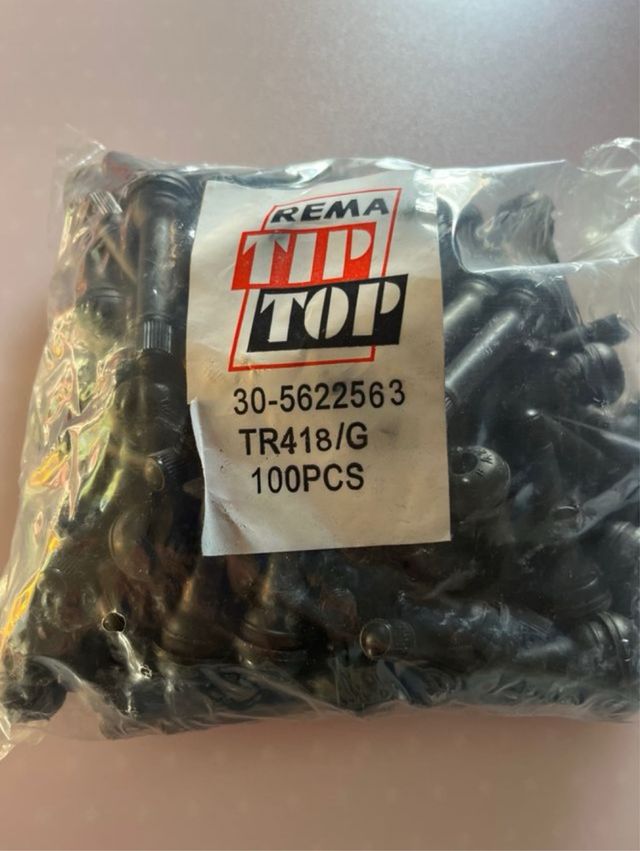 REMA
TIP
TOP
30-5622563
TR418/G
100PCS